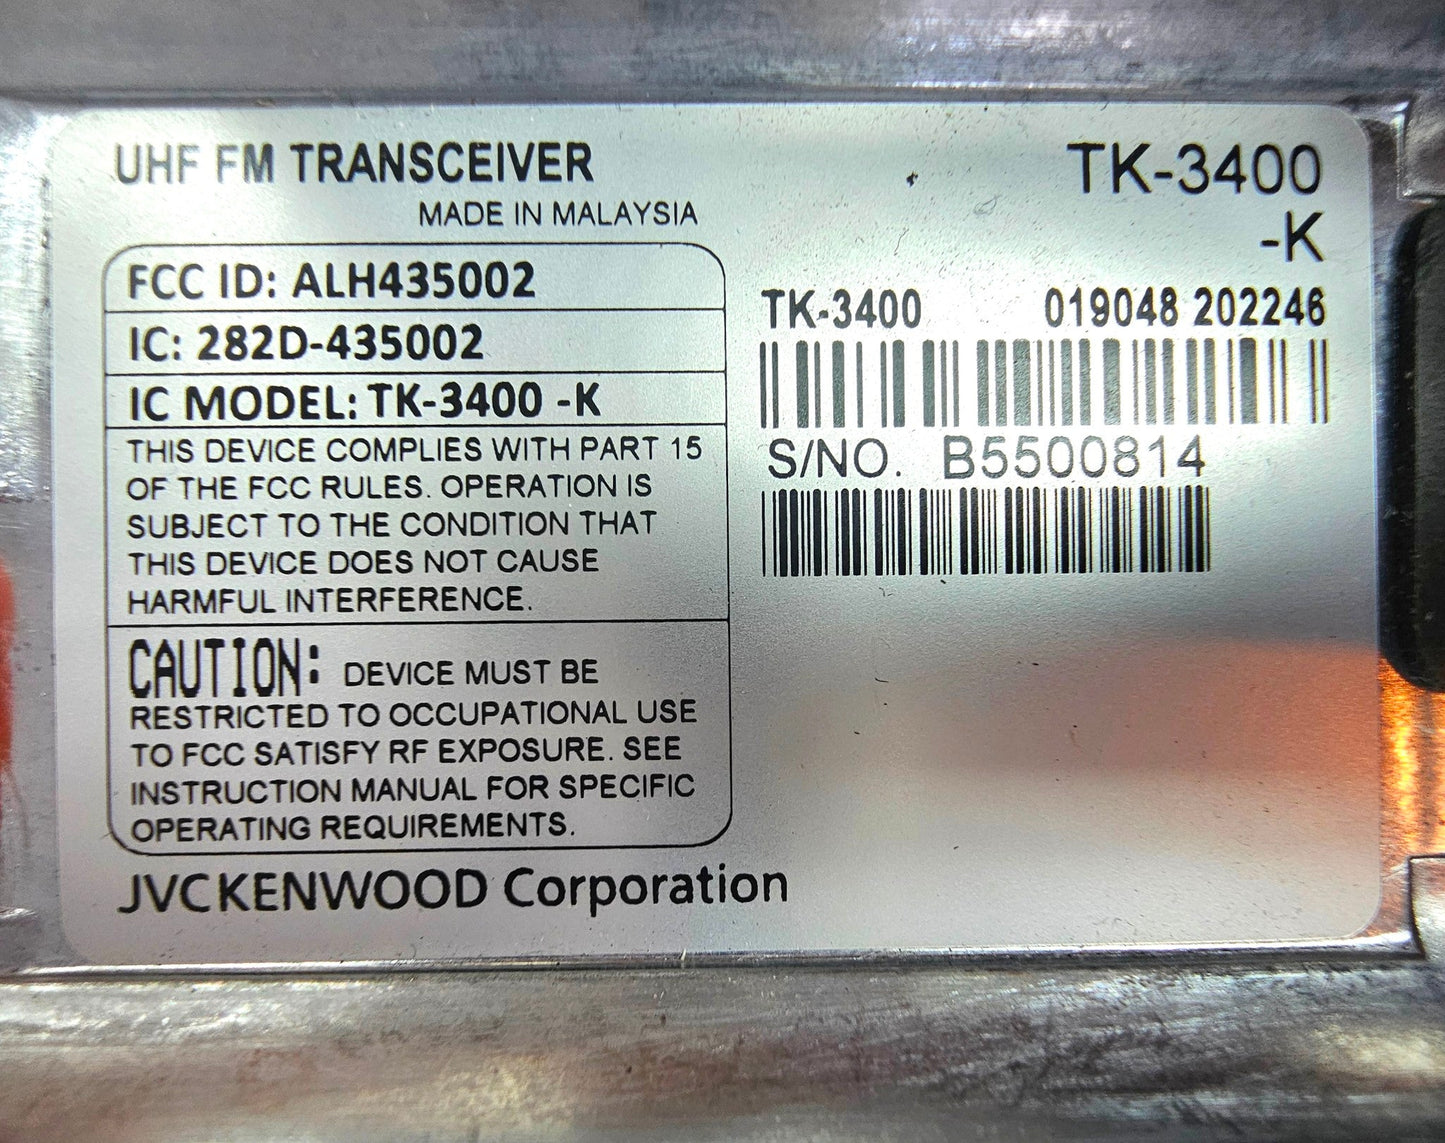 UHF FM TRANSCEIVER
MADE IN MALAYSIA
FCC ID: ALH435002
IC: 282D-435002
IC MODEL: TK-3400 -K
THIS DEVICE COMPLIES WITH PART 15
OF THE FCC RULES. OPERATION IS
SUBJECT TO THE CONDITION THAT
THIS DEVICE DOES NOT CAUSE
HARMFUL INTERFERENCE.
CAUTION: DEVICE MUST BE
RESTRICTED TO OCCUPATIONAL USE
TO FCC SATISFY RF EXPOSURE. SEE
INSTRUCTION MANUAL FOR SPECIFIC
OPERATING REQUIREMENTS.
JVCKENWOOD Corporation
TK-3400
-K
TK-3400 019048 202246
S/NO. B5500814